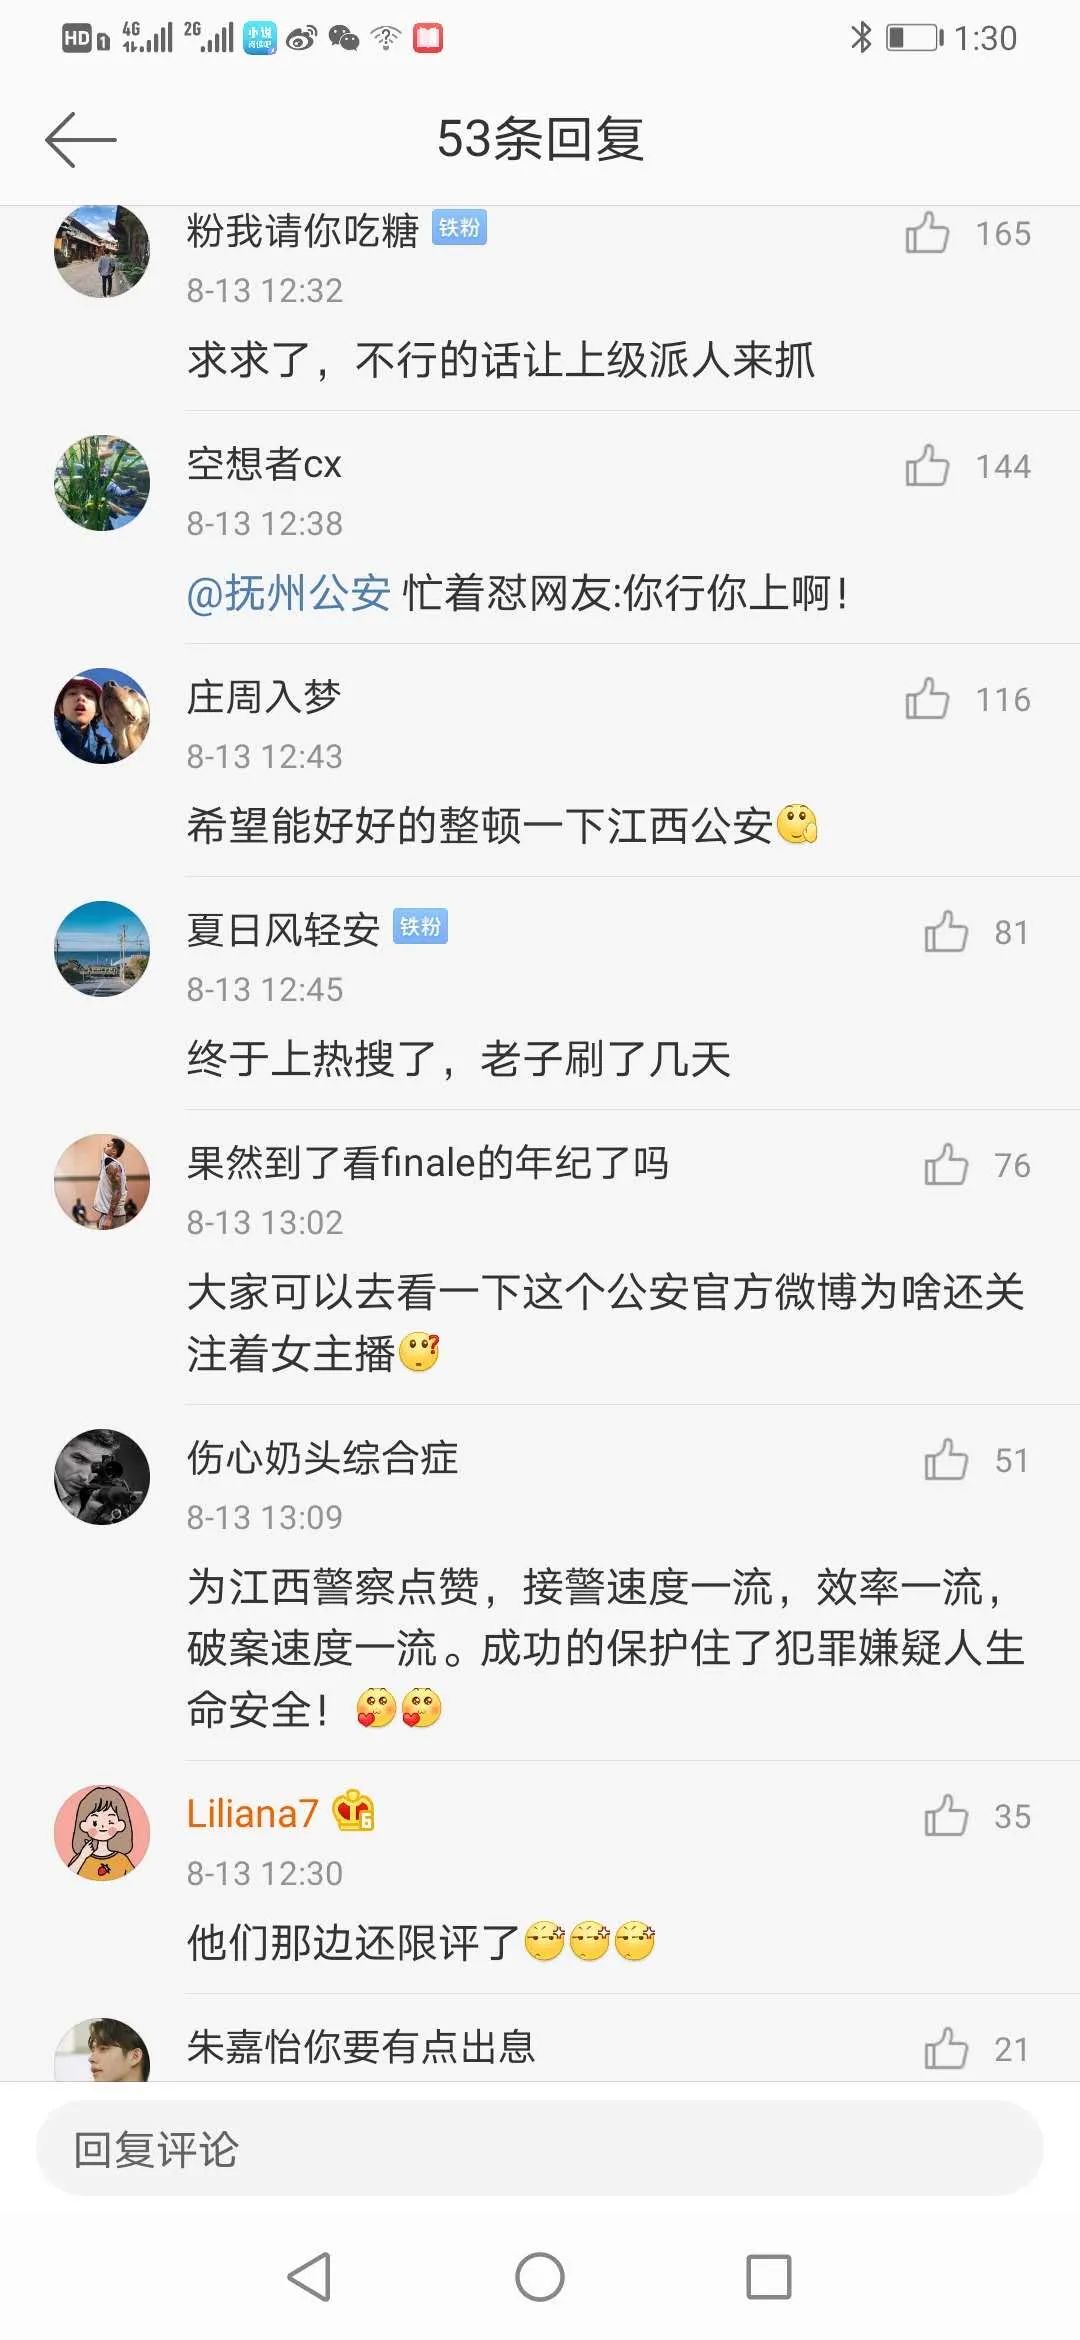 HD 1 4G 2G 小说 1:30
53条回复
粉我请你吃糖 铁粉 165
8-13 12:32
求求了，不行的话让上级派人来抓
空想者cx 144
8-13 12:38
@抚州公安 忙着怼网友:你行你上啊！
庄周入梦 116
8-13 12:43
希望能好好的整顿一下江西公安
夏日风轻安 铁粉 81
8-13 12:45
终于上热搜了，老子刷了几天
果然到了看finale的年纪了吗 76
8-13 13:02
大家可以去看一下这个公安官方微博为啥还关
注着女主播
伤心奶头综合症 51
8-13 13:09
为江西警察点赞，接警速度一流，效率一流，
破案速度一流。成功的保护住了犯罪嫌疑人生
命安全！
Liliana7 6 35
8-13 12:30
他们那边还限评了
朱嘉怡你要有点出息 21
回复评论